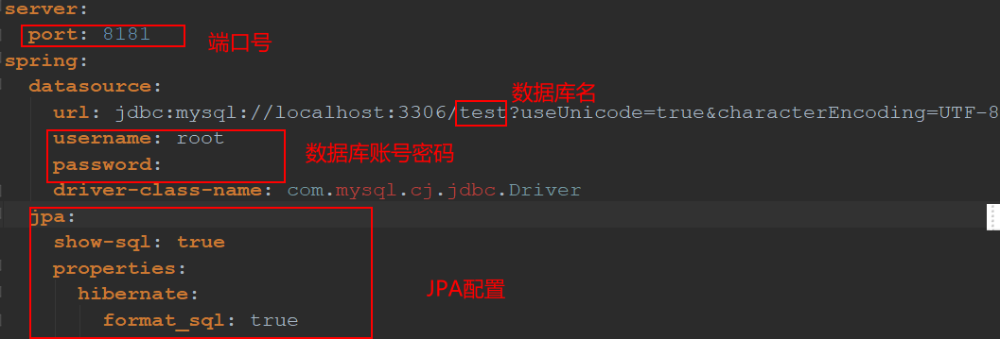 server:
port: 8181
端口号
spring:
datasource:
数据库名
url: jdbc:mysql://localhost:3306/test?useUnicode=true&characterEncoding=UTF-8
username: root
数据库账号密码
password:
driver-class-name: com.mysql.cj.jdbc.Driver
jpa:
show-sql: true
properties:
JPA配置
hibernate:
format_sql: true